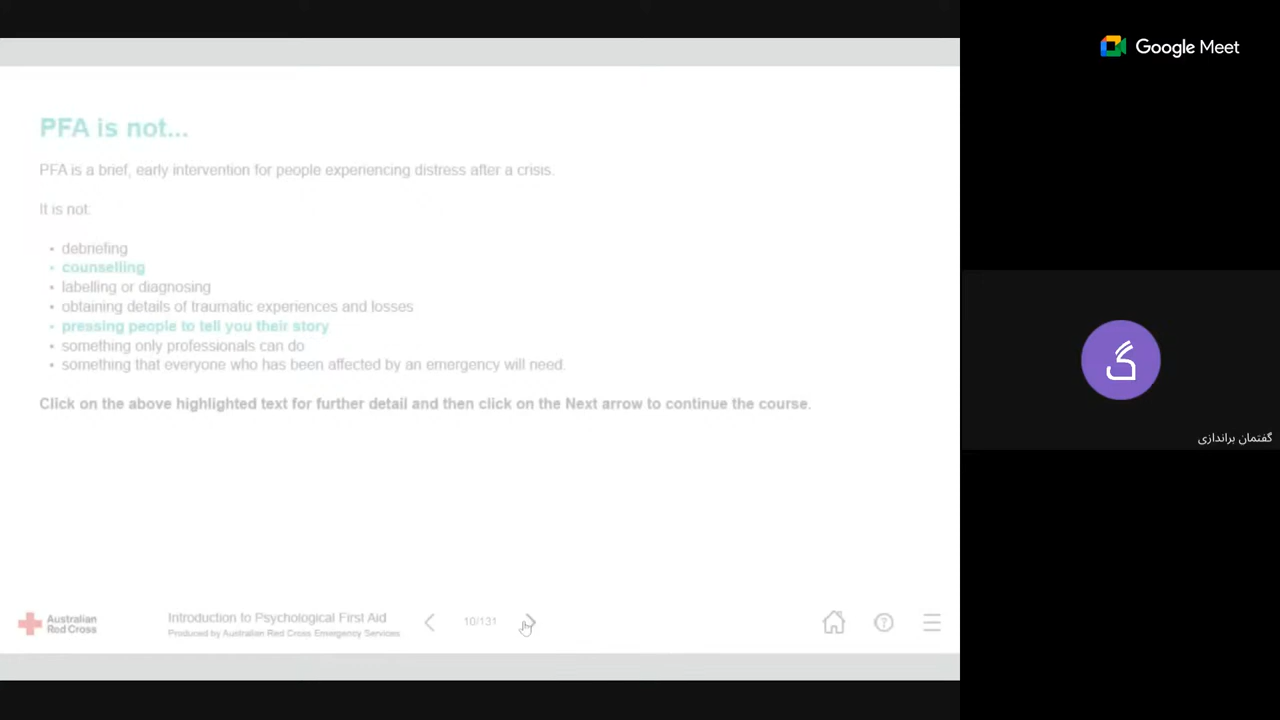 Google Meet
PFA is not...
PFA is a brief, early intervention for people experiencing distress after a crisis.
It is not:
• debriefing
• counselling
• labelling or diagnosing
• obtaining details of traumatic experiences and losses
• pressing people to tell you their story
• something only professionals can do
• something that everyone who has been affected by an emergency will need.
Click on the above highlighted text for further detail and then click on the Next arrow to continue the course.
گ
گفتمان براندازی
Australian
Red Cross
Introduction to Psychological First Aid
Produced by Australian Red Cross Emergency Services
10/131
?